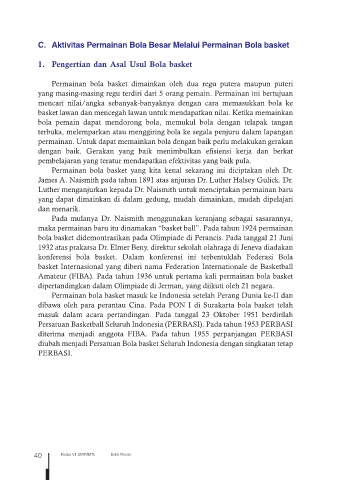 C. Aktivitas Permainan Bola Besar Melalui Permainan Bola basket
1. Pengertian dan Asal Usul Bola basket
Permainan bola basket dimainkan oleh dua regu putera maupun puteri
yang masing-masing regu terdiri dari 5 orang pemain. Permainan ini bertujuan
mencari nilai/angka sebanyak-banyaknya dengan cara memasukkan bola ke
basket lawan dan mencegah lawan untuk mendapatkan nilai. Ketika memainkan
bola pemain dapat mendorong bola, memukul bola dengan telapak tangan
terbuka, melemparkan atau menggiring bola ke segala penjuru dalam lapangan
permainan. Untuk dapat memainkan bola dengan baik perlu melakukan gerakan
dengan baik. Gerakan yang baik menimbulkan efisiensi kerja dan berkat
pembelajaran yang teratur mendapatkan efektivitas yang baik pula.
Permainan bola basket yang kita kenal sekarang ini diciptakan oleh Dr.
James A. Naismith pada tahun 1891 atas anjuran Dr. Luther Halsey Gulick. Dr.
Luther menganjurkan kepada Dr. Naismith untuk menciptakan permainan baru
yang dapat dimainkan di dalam gedung, mudah dimainkan, mudah dipelajari
dan menarik.
Pada mulanya Dr. Naismith menggunakan keranjang sebagai sasarannya,
maka permainan baru itu dinamakan “basket ball”. Pada tahun 1924 permainan
bola basket didemontrasikan pada Olimpiade di Perancis. Pada tanggal 21 Juni
1932 atas prakarsa Dr. Elmer Beny, direktur sekolah olahraga di Jeneva diadakan
konferensi bola basket. Dalam konferensi ini terbentuklah Federasi Bola
basket Internasional yang diberi nama Federation Internationale de Basketball
Amateur (FIBA). Pada tahun 1936 untuk pertama kali permainan bola basket
dipertandingkan dalam Olimpiade di Jerman, yang diikuti oleh 21 negara.
Permainan bola basket masuk ke Indonesia setelah Perang Dunia ke-II dan
dibawa oleh para perantau Cina. Pada PON I di Surakarta bola basket telah
masuk dalam acara pertandingan. Pada tanggal 23 Oktober 1951 berdirilah
Persatuan Basketball Seluruh Indonesia (PERBASI). Pada tahun 1953 PERBASI
diterima menjadi anggota FIBA. Pada tahun 1955 perpanjangan PERBASI
diubah menjadi Persatuan Bola basket Seluruh Indonesia dengan singkatan tetap
PERBASI.
40 Kelas VII SMP/MTs